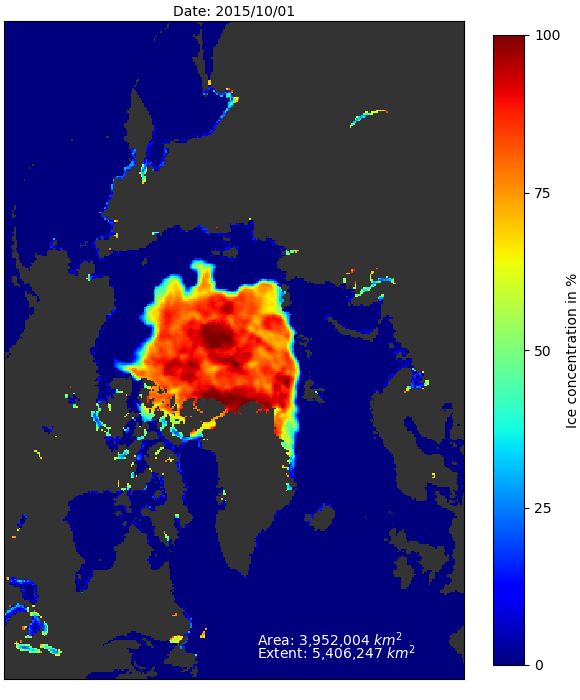 Date: 2015/10/01
100
75
50
25
0
Ice concentration in %
Area: 3,952,004 km²
Extent: 5,406,247 km²